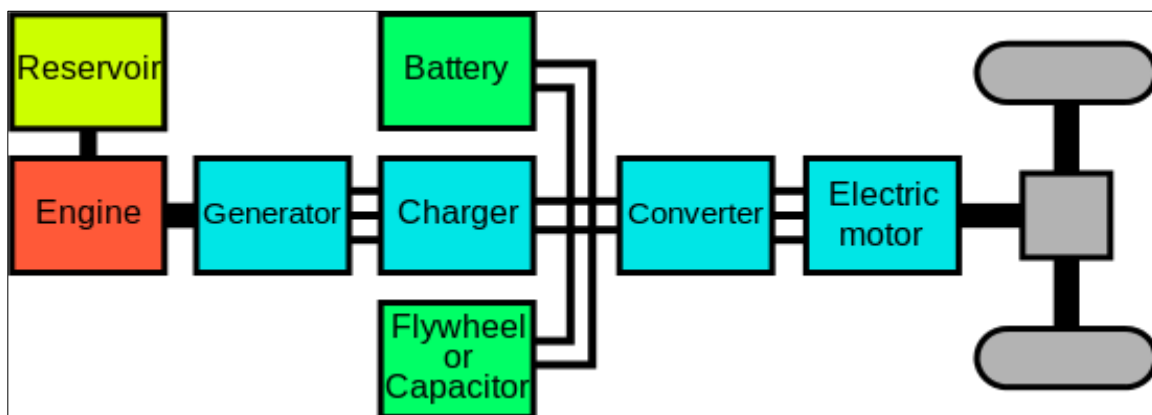 Reservoir
Battery
Engine
Generator
Charger
Converter
Electric
motor
Flywheel
or
Capacitor